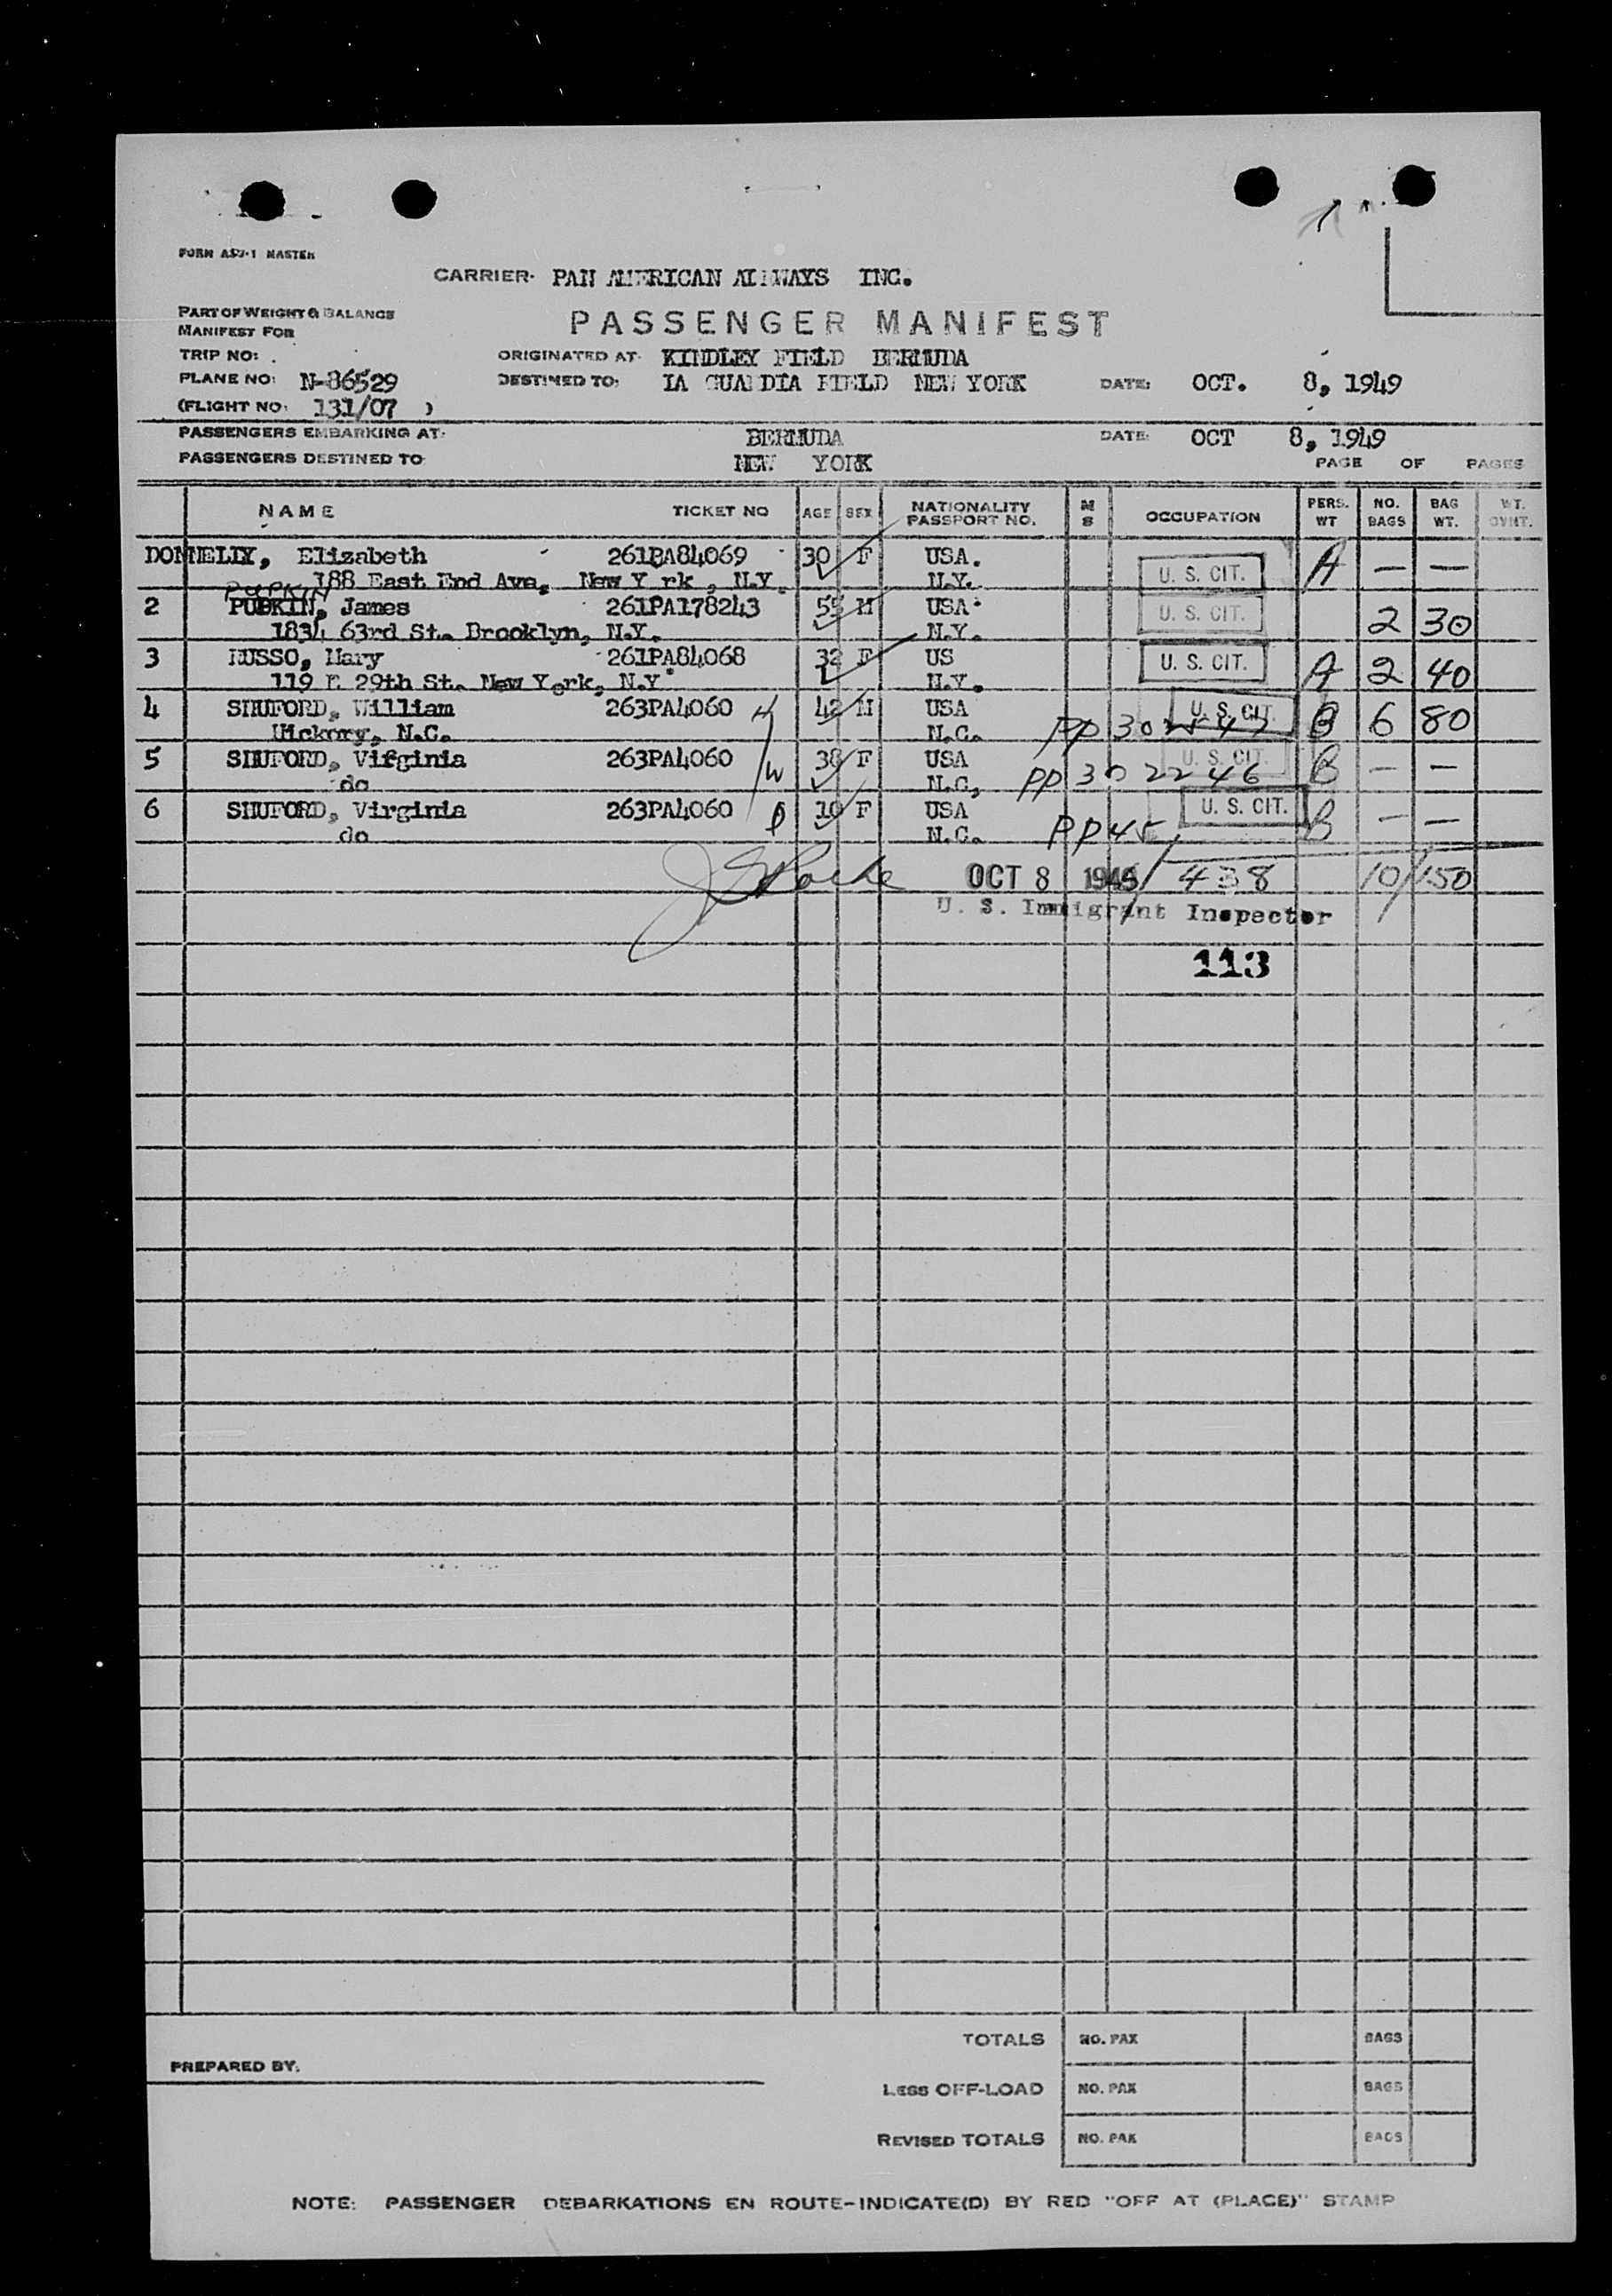 FORM ASJ-1 MASTER
CARRIER- PAN AMERICAN AIRWAYS INC.
PART OF WEIGHT & BALANCE
MANIFEST FOR
PASSENGER MANIFEST
TRIP NO:
ORIGINATED AT- KINDLEY FIELD BERMUDA
PLANE NO: N-86529
DESTINED TO: LA GUARDIA FIELD NEW YORK DATE: OCT. 8, 1949
(FLIGHT NO: 131/07 )
PASSENGERS EMBARKING AT- BERMUDA DATE: OCT 8, 1949
PASSENGERS DESTINED TO NEW YORK
PAGE OF PAGES
NAME TICKET NO AGE SEX NATIONALITY PASSPORT NO. M S OCCUPATION PERS. WT NO. BAGS BAG WT. WT. OVHT.
DONNELLY, Elizabeth 261PA84069 30 F USA. U. S. CIT. A — —
188 East End Ave, New Y rk, N.Y. N.Y.
PUPKIN
2 PUPKIN, James 261PA178243 55 M USA U. S. CIT. 2 30
1834 63rd St. Brooklyn, N.Y. N.Y.
3 RUSSO, Mary 261PA84068 32 F US U. S. CIT. A 2 40
119 E 29th St. New York, N.Y N.Y.
4 SHUFORD, William 263PA4060 H 42 M USA U. S. CIT. B 6 80
Hickory, N.C. N.C. PP
5 SHUFORD, Virginia 263PA4060 W 38 F USA U. S. CIT. B — —
do N.C, PP 302246
6 SHUFORD, Virginia 263PA4060 D 10 F USA U. S. CIT. B — —
do N.C. PP 45
OCT 8 1949 438 10/150
U. S. Immigrant Inspector
113
TOTALS NO. PAX BAGS
PREPARED BY:
LESS OFF-LOAD NO. PAX BAGS
REVISED TOTALS NO. PAX BAGS
NOTE: PASSENGER DEBARKATIONS EN ROUTE-INDICATE(D) BY RED "OFF AT (PLACE)" STAMP